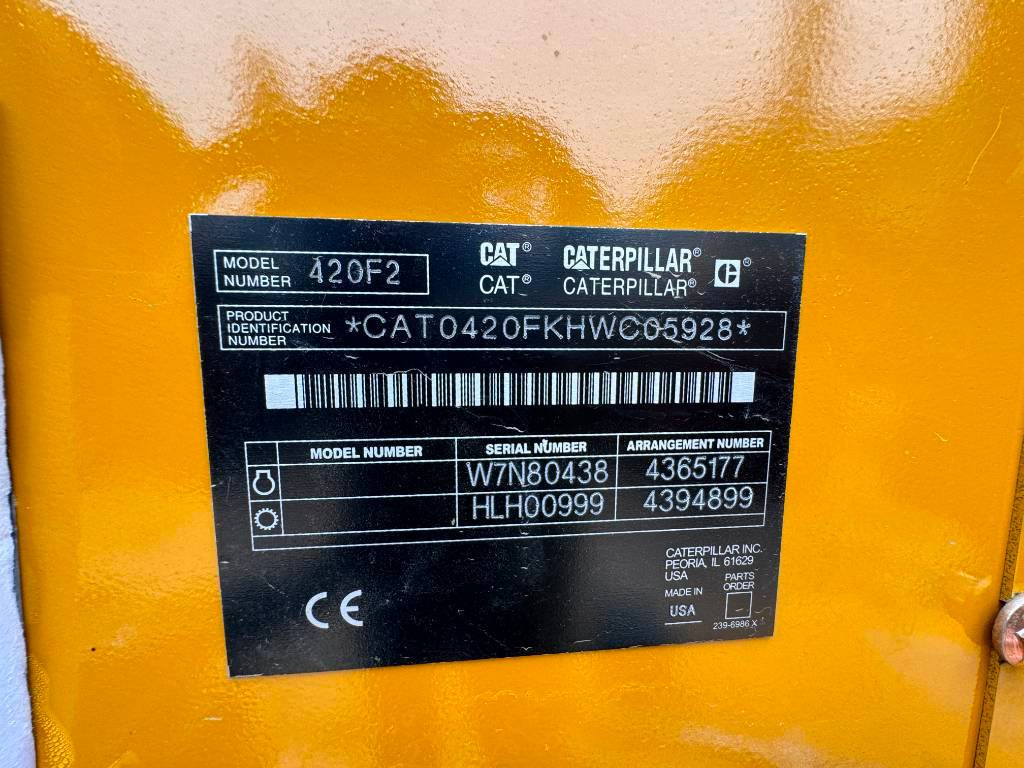 MODEL NUMBER 420F2
CAT® CATERPILLAR® ®
CAT® CATERPILLAR®
PRODUCT IDENTIFICATION NUMBER *CAT0420FKHWC05928*
MODEL NUMBER SERIAL NUMBER ARRANGEMENT NUMBER
W7N80438 4365177
HLH00999 4394899
CATERPILLAR INC.
PEORIA, IL 61629
USA
PARTS ORDER
MADE IN
USA
239-6986 X
CE